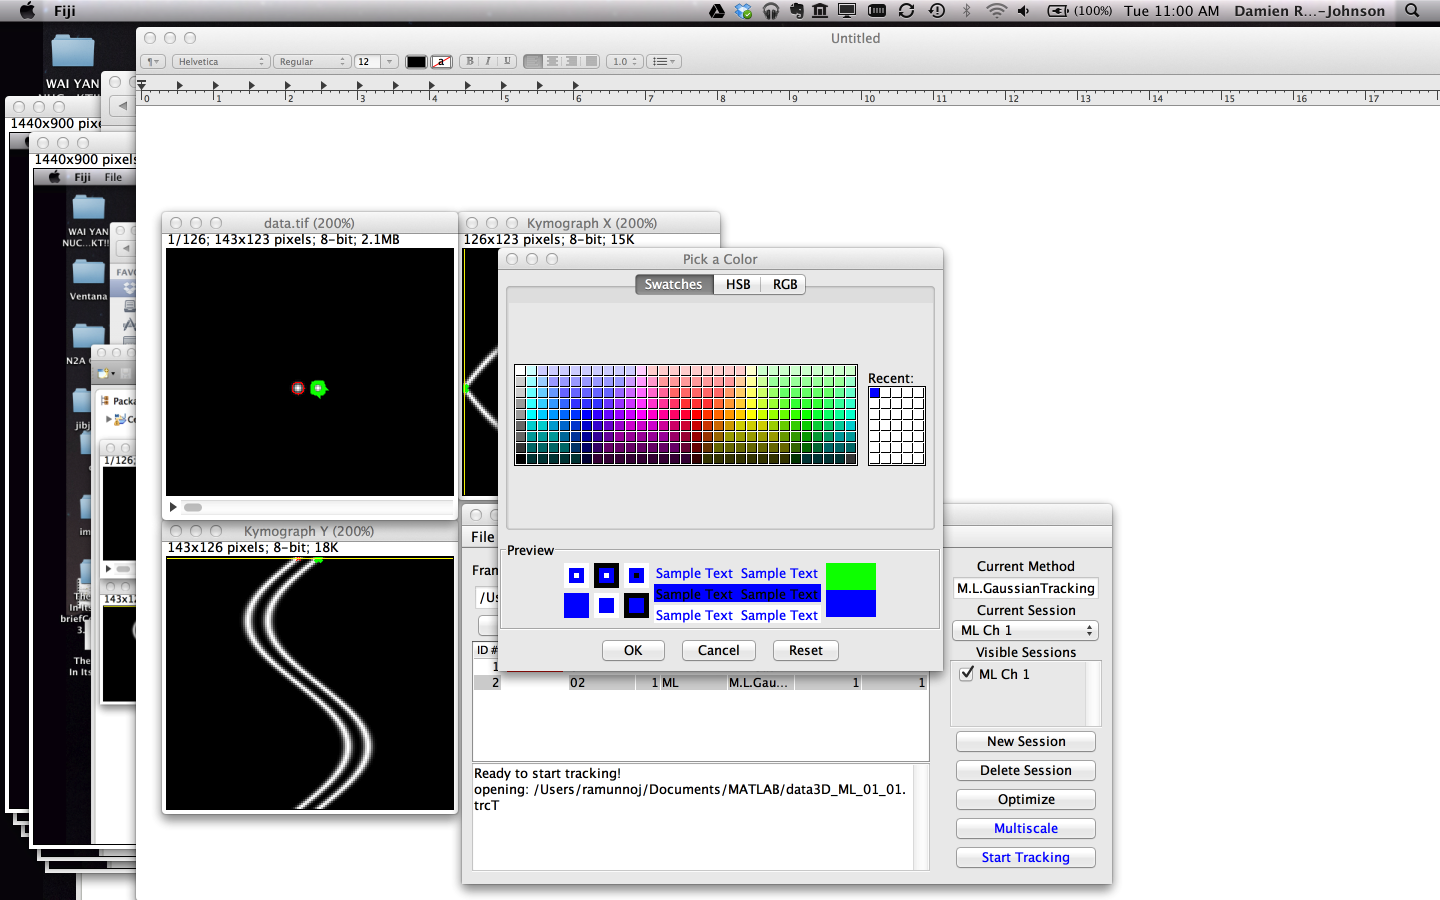 Fiji
(100%) Tue 11:00 AM Damien R...-Johnson
Untitled
Helvetica Regular 12 a B I U 1.0
0 1 2 3 4 5 6 7 8 9 10 11 12 13 14 15 16 17
WAI YAN
1440x900 pixe
1440x900 pixels
Fiji File
WAI YAN
NUC...KT!!
FAVO
Ventana
N2A
Packa
jibj
1/126;
im
143x12
The
In Its
briefC
3.
The
In Its
data.tif (200%)
1/126; 143x123 pixels; 8-bit; 2.1MB
Kymograph X (200%)
126x123 pixels; 8-bit; 15K
Kymograph Y (200%)
143x126 pixels; 8-bit; 18K
Pick a Color
Swatches HSB RGB
Recent:
Preview
Sample Text Sample Text
Sample Text Sample Text
Sample Text Sample Text
OK Cancel Reset
File
Fran
/Us
ID #
1
2 02 1 ML M.L.Gau... 1 1
Ready to start tracking!
opening: /Users/ramunnoj/Documents/MATLAB/data3D_ML_01_01.
trcT
Current Method
M.L.GaussianTracking
Current Session
ML Ch 1
Visible Sessions
ML Ch 1
New Session
Delete Session
Optimize
Multiscale
Start Tracking